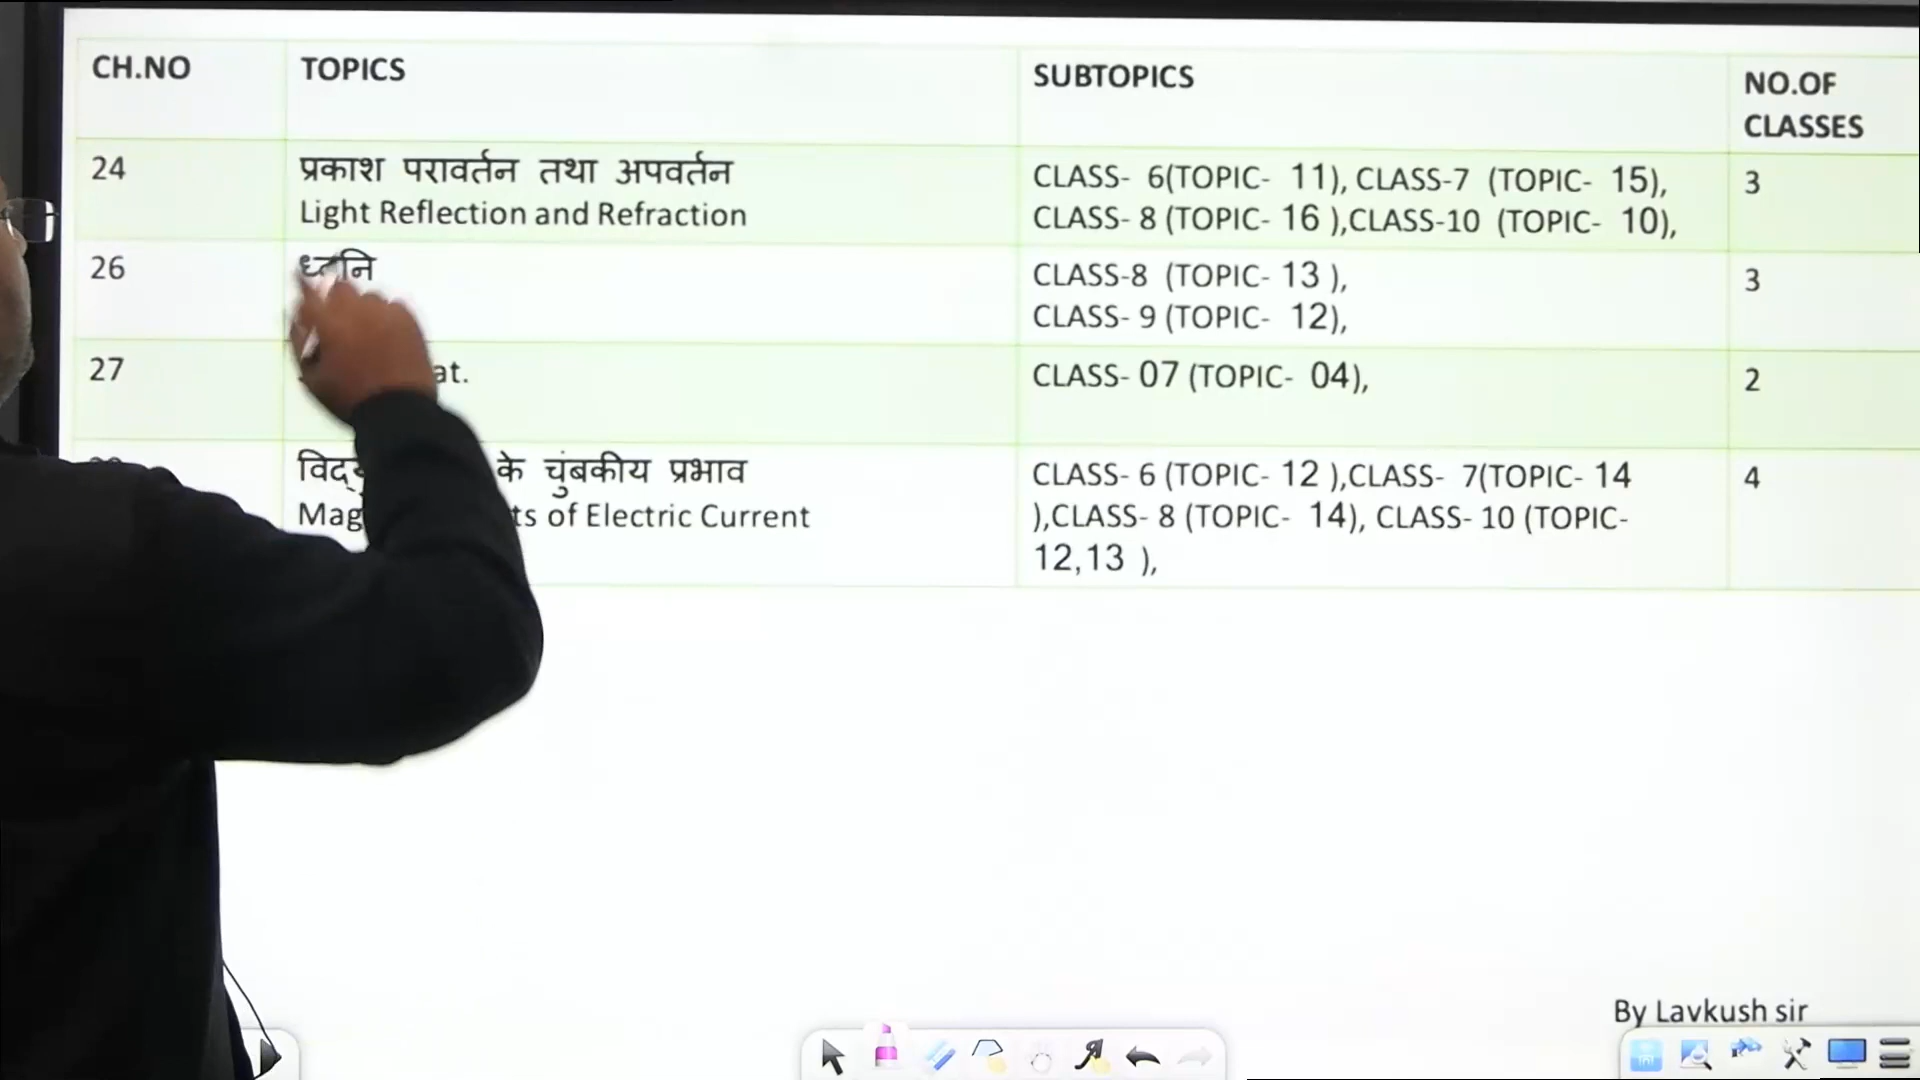 CH.NO
TOPICS
SUBTOPICS
NO.OF
CLASSES
24
प्रकाश परावर्तन तथा अपवर्तन
Light Reflection and Refraction
CLASS- 6(TOPIC- 11), CLASS-7 (TOPIC- 15),
CLASS- 8 (TOPIC- 16 ),CLASS-10 (TOPIC- 10),
3
26
ध्वनि
CLASS-8 (TOPIC- 13 ),
CLASS- 9 (TOPIC- 12),
3
27
CLASS- 07 (TOPIC- 04),
2
के चुंबकीय प्रभाव
of Electric Current
CLASS- 6 (TOPIC- 12 ),CLASS- 7(TOPIC- 14
),CLASS- 8 (TOPIC- 14), CLASS- 10 (TOPIC-
12,13 ),
4
By Lavkush sir